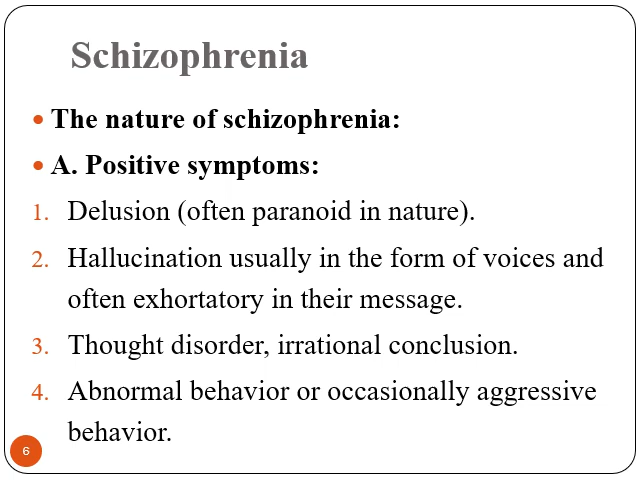 Schizophrenia
• The nature of schizophrenia:
• A. Positive symptoms:
1. Delusion (often paranoid in nature).
2. Hallucination usually in the form of voices and
often exhortatory in their message.
3. Thought disorder, irrational conclusion.
4. Abnormal behavior or occasionally aggressive
behavior.
6